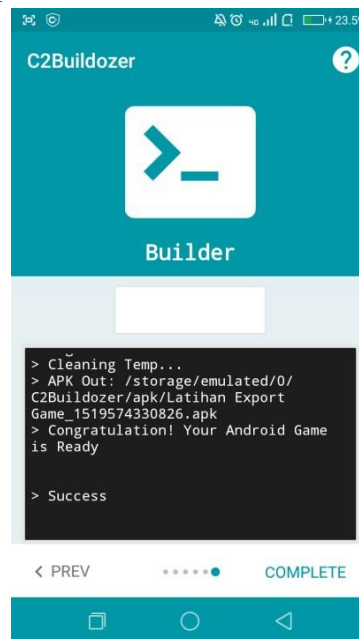 4G 23.5
C2Buildozer
?
>_
Builder
> Cleaning Temp...
> APK Out: /storage/emulated/0/
C2Buildozer/apk/Latihan Export
Game_1519574330826.apk
> Congratulation! Your Android Game
is Ready
> Success
< PREV
COMPLETE